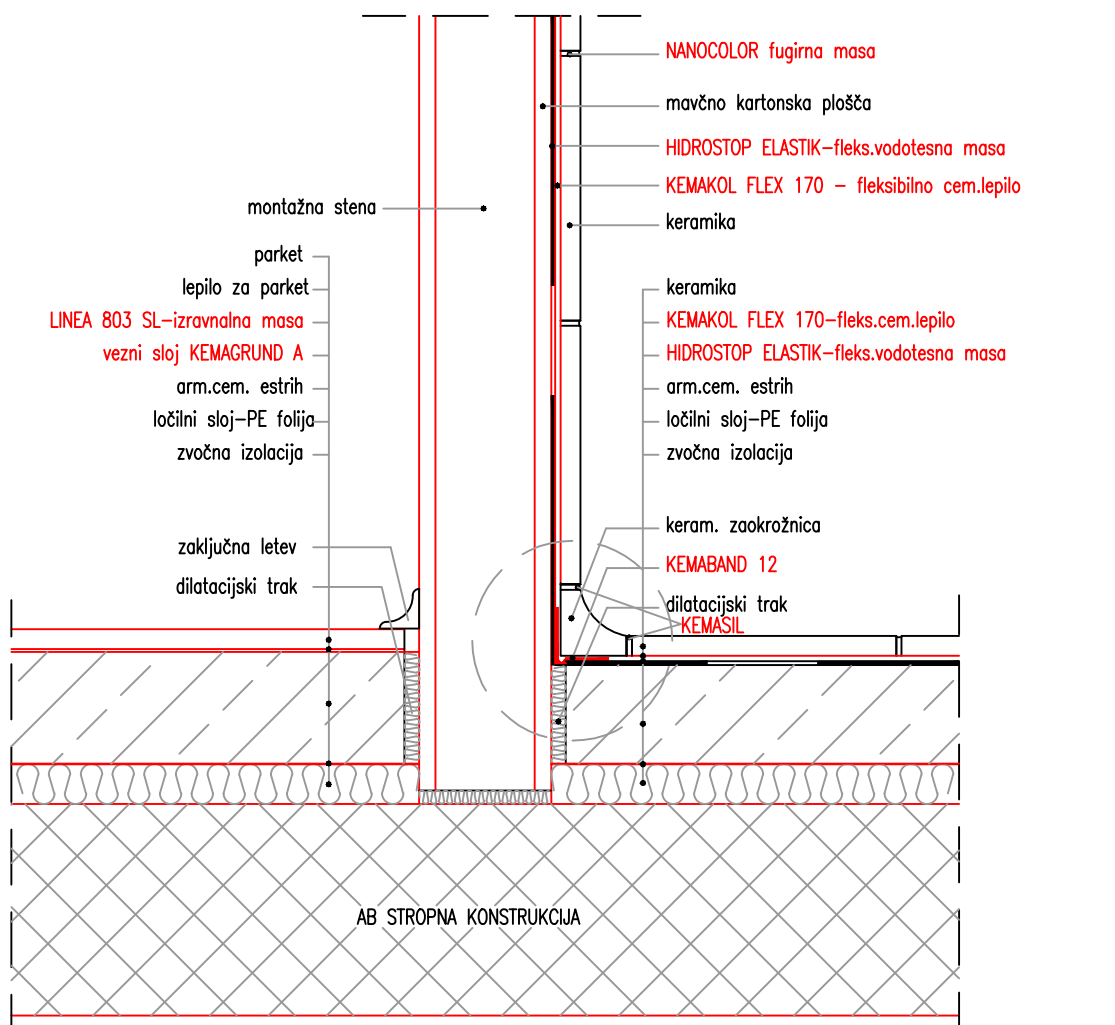 NANOCOLOR fugirna masa
mavčno kartonska plošča
HIDROSTOP ELASTIK-fleks.vodotesna masa
KEMAKOL FLEX 170 - fleksibilno cem.lepilo
keramika
montažna stena
parket
lepilo za parket
LINEA 803 SL-izravnalna masa
vezni sloj KEMAGRUND A
arm.cem. estrih
ločilni sloj-PE folija
zvočna izolacija
keramika
KEMAKOL FLEX 170-fleks.cem.lepilo
HIDROSTOP ELASTIK-fleks.vodotesna masa
arm.cem. estrih
ločilni sloj-PE folija
zvočna izolacija
zaključna letev
dilatacijski trak
keram. zaokrožnica
KEMABAND 12
dilatacijski trak
KEMASIL
AB STROPNA KONSTRUKCIJA